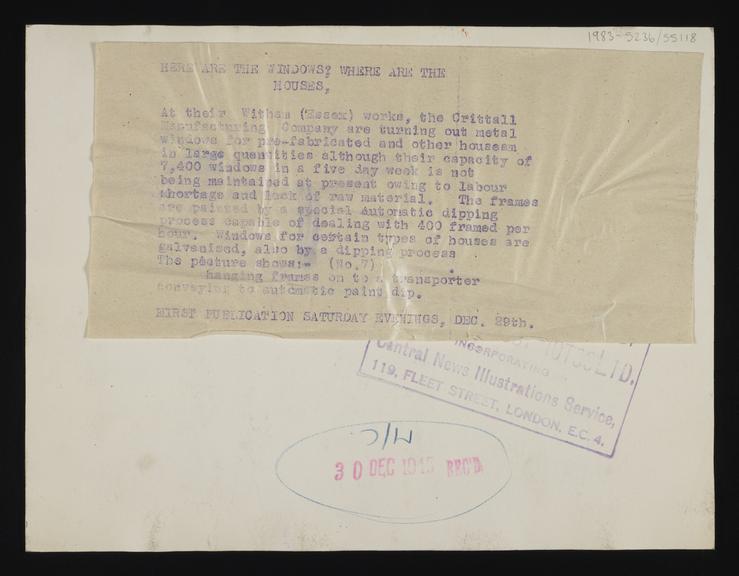 1983-5236/55118
HERE ARE THE WINDOWS? WHERE ARE THE
HOUSES,
At their Witham (Essex) works, the Crittall
Manufacturing Company are turning out metal
windows for pre-fabricated and other housesm
in large quantities although their capacity of
7,400 windows in a five day week is not
being maintained at present owing to labour
shortage and lack of raw material. The frames
are painted by a special automatic dipping
process capable of dealing with 400 framed per
hour. Windows for certain types of houses are
galvanised, also by a dipping process
The picture shows:- (No.7)
hanging frames on to a transporter
conveying to automatic paint dip.
FIRST PUBLICATION SATURDAY EVENINGS, DEC. 29th.
LTD.
INCORPORATING
Central News Illustrations Service,
119, FLEET STREET, LONDON, E.C.4.
30 DEC 1945 REC'D